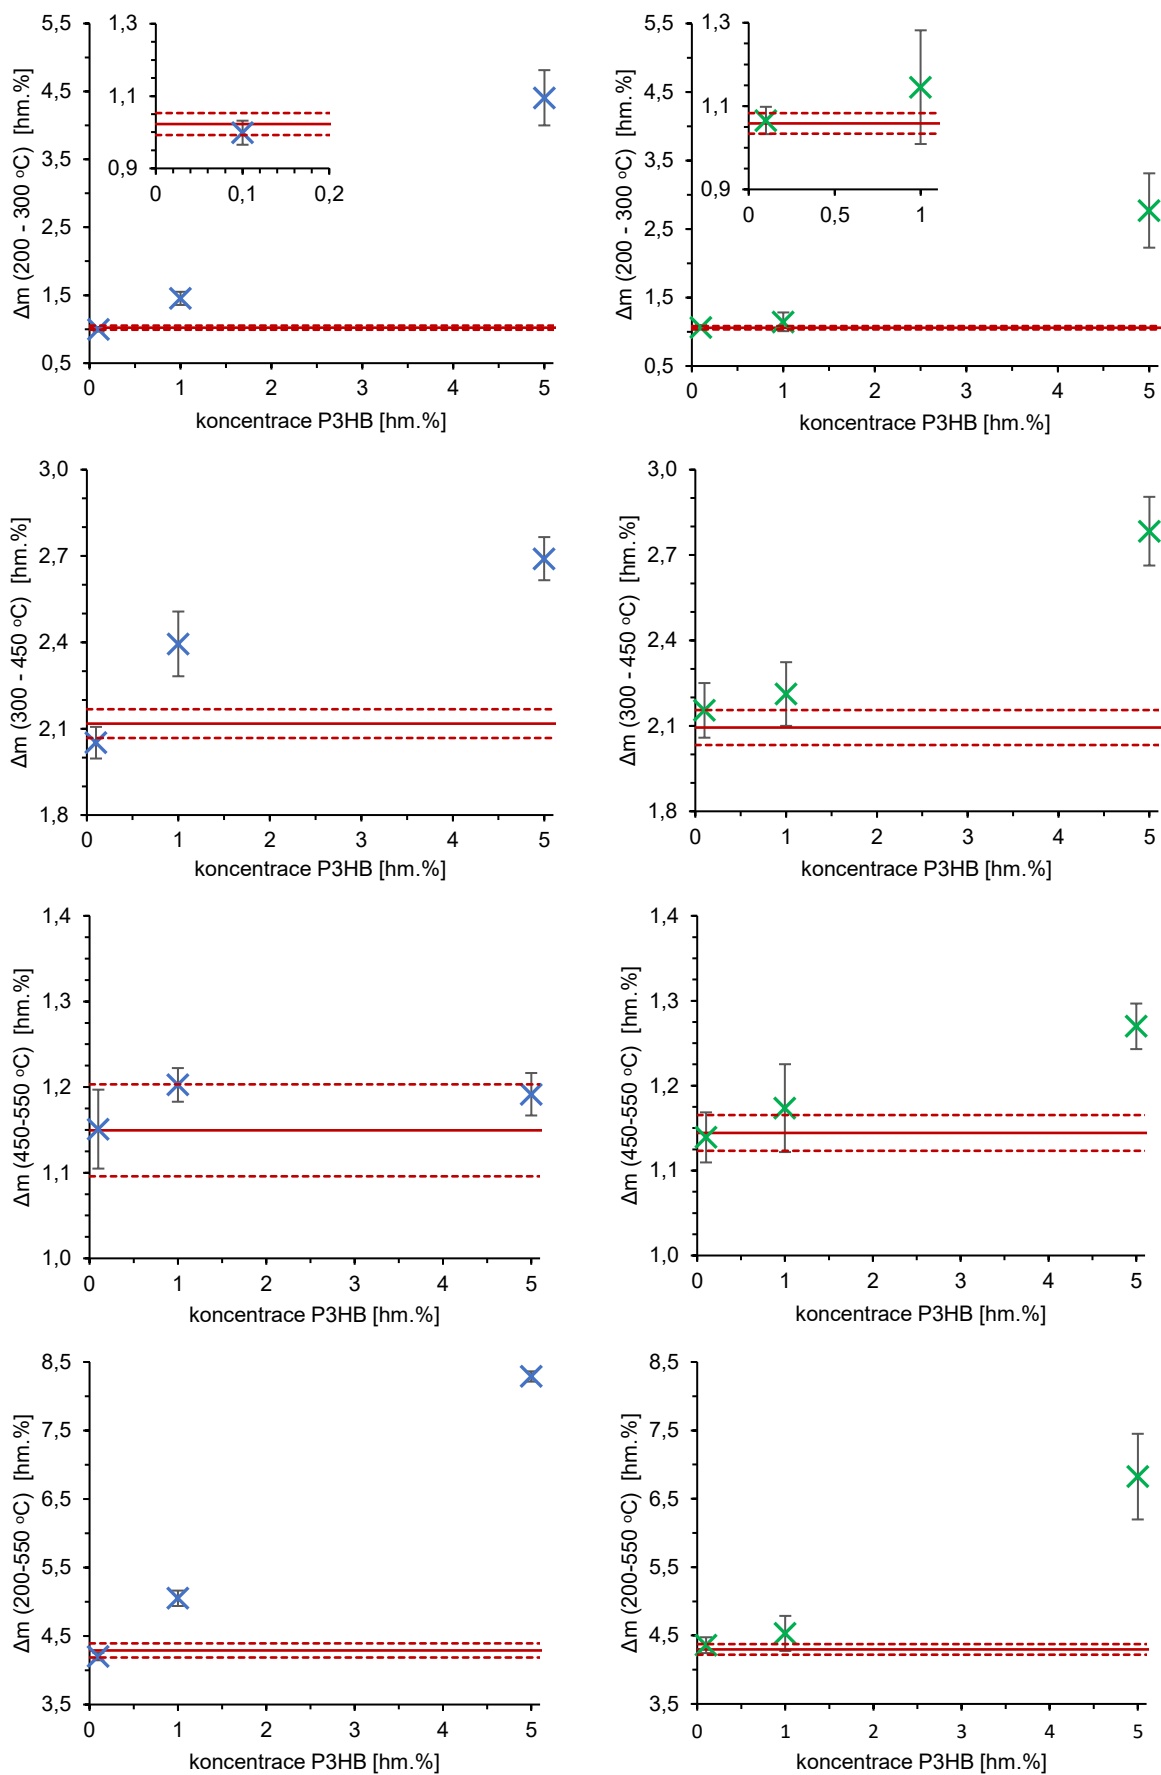 Δm (200 - 300 °C) [hm.%]
5,5
4,5
3,5
2,5
1,5
0,5
1,3
1,1
0,9
0 0,1 0,2
0 1 2 3 4 5
koncentrace P3HB [hm.%]
Δm (200 - 300 °C) [hm.%]
5,5
4,5
3,5
2,5
1,5
0,5
1,3
1,1
0,9
0 0,5 1
0 1 2 3 4 5
koncentrace P3HB [hm.%]
Δm (300 - 450 °C) [hm.%]
3,0
2,7
2,4
2,1
1,8
0 1 2 3 4 5
koncentrace P3HB [hm.%]
Δm (300 - 450 °C) [hm.%]
3,0
2,7
2,4
2,1
1,8
0 1 2 3 4 5
koncentrace P3HB [hm.%]
Δm (450-550 °C) [hm.%]
1,4
1,3
1,2
1,1
1,0
0 1 2 3 4 5
koncentrace P3HB [hm.%]
Δm (450-550 °C) [hm.%]
1,4
1,3
1,2
1,1
1,0
0 1 2 3 4 5
koncentrace P3HB [hm.%]
Δm (200-550 °C) [hm.%]
8,5
7,5
6,5
5,5
4,5
3,5
0 1 2 3 4 5
koncentrace P3HB [hm.%]
Δm (200-550 °C) [hm.%]
8,5
7,5
6,5
5,5
4,5
3,5
0 1 2 3 4 5
koncentrace P3HB [hm.%]